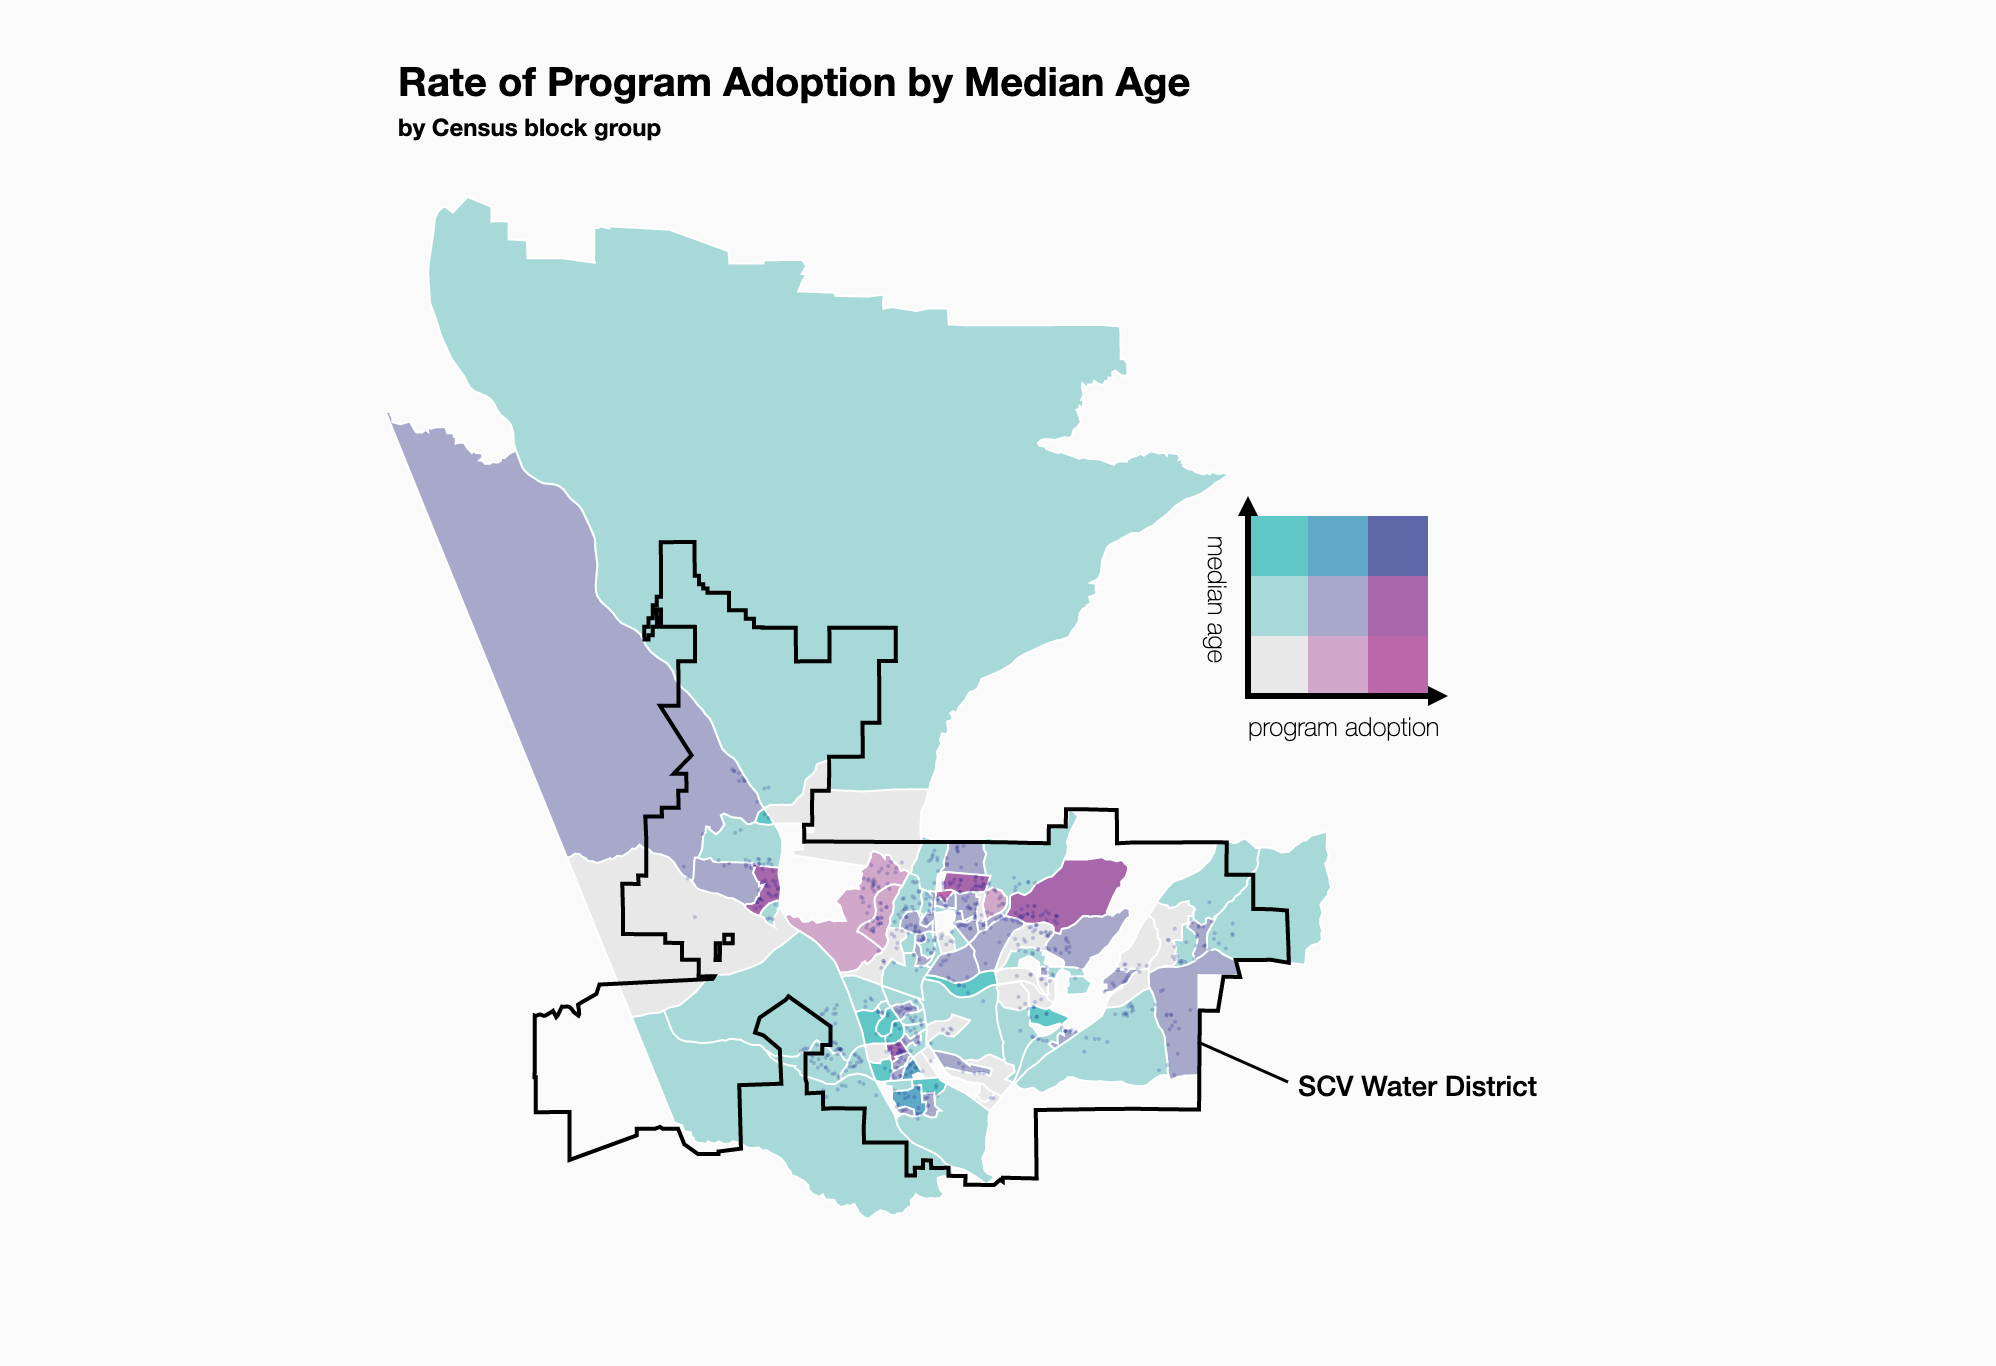 Rate of Program Adoption by Median Age
by Census block group
median age
program adoption
SCV Water District